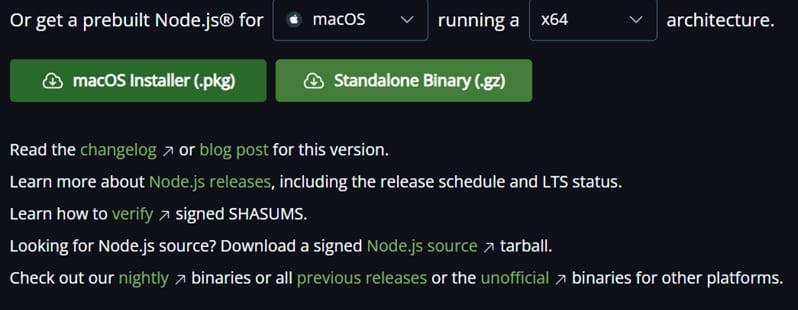 Or get a prebuilt Node.js® for macOS running a x64 architecture.
macOS Installer (.pkg) Standalone Binary (.gz)
Read the changelog ↗ or blog post for this version.
Learn more about Node.js releases, including the release schedule and LTS status.
Learn how to verify ↗ signed SHASUMS.
Looking for Node.js source? Download a signed Node.js source ↗ tarball.
Check out our nightly ↗ binaries or all previous releases or the unofficial ↗ binaries for other platforms.